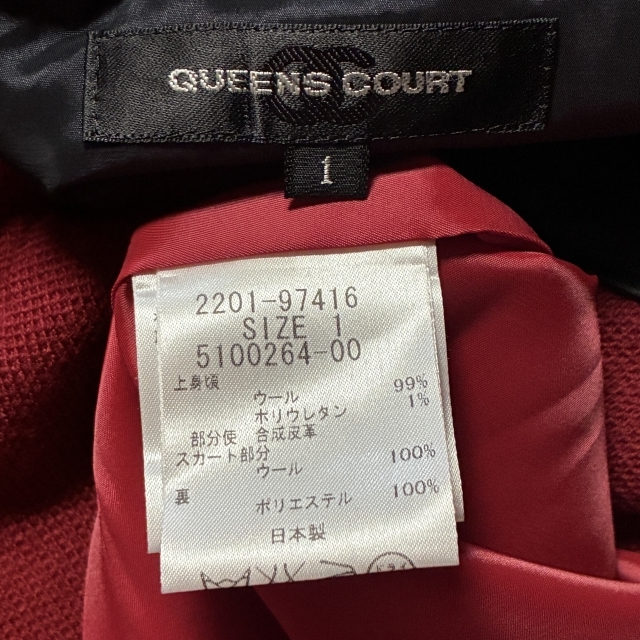 QUEENS COURT
1
2201-97416
SIZE 1
5100264-00
上身頃
ウール 99%
ポリウレタン 1%
部分使 合成皮革
スカート部分
ウール 100%
裏 ポリエステル 100%
日本製